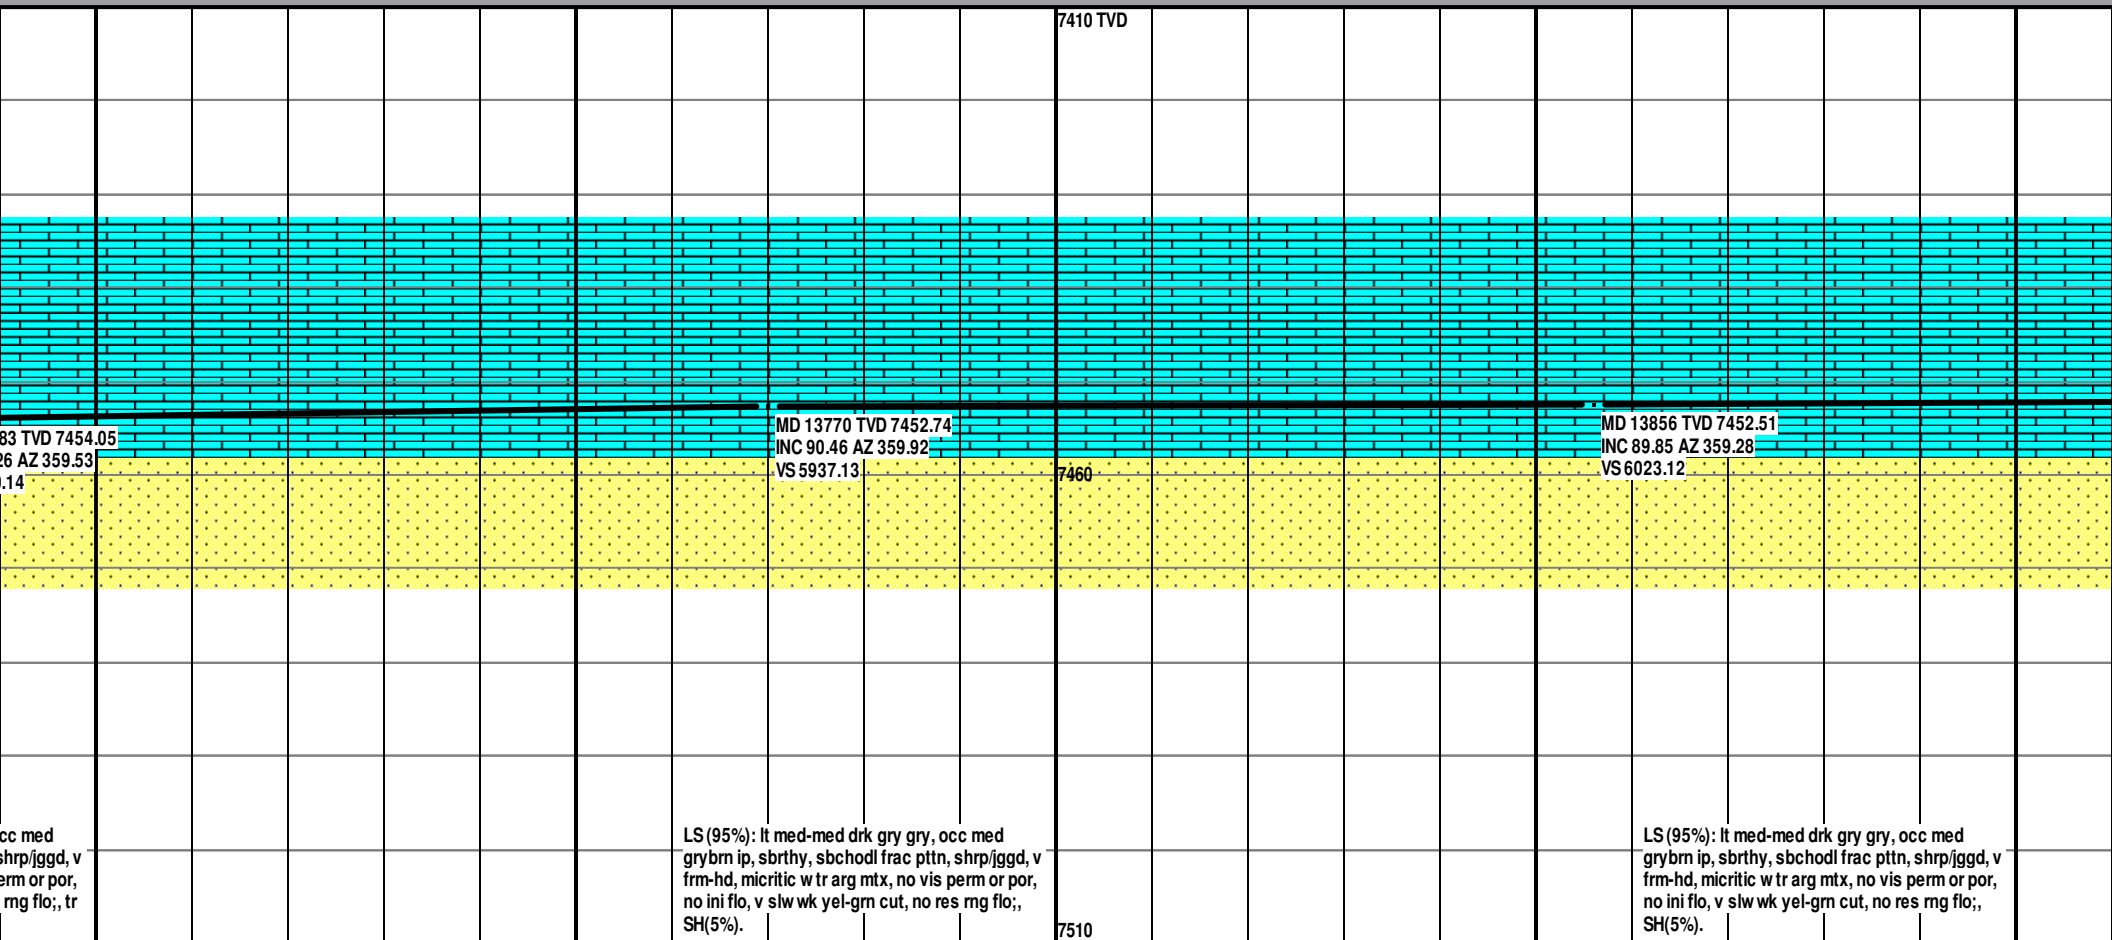 7410 TVD
83 TVD 7454.05
26 AZ 359.53
.14
MD 13770 TVD 7452.74
INC 90.46 AZ 359.92
VS 5937.13
7460
MD 13856 TVD 7452.51
INC 89.85 AZ 359.28
VS 6023.12
cc med
shrp/jggd, v
erm or por,
rng flo;, tr
LS (95%): lt med-med drk gry gry, occ med
grybrn ip, sbrthy, sbchodl frac pttn, shrp/jggd, v
frm-hd, micritic w tr arg mtx, no vis perm or por,
no ini flo, v slw wk yel-grn cut, no res rng flo;,
SH(5%).
7510
LS (95%): lt med-med drk gry gry, occ med
grybrn ip, sbrthy, sbchodl frac pttn, shrp/jggd, v
frm-hd, micritic w tr arg mtx, no vis perm or por,
no ini flo, v slw wk yel-grn cut, no res rng flo;,
SH(5%).